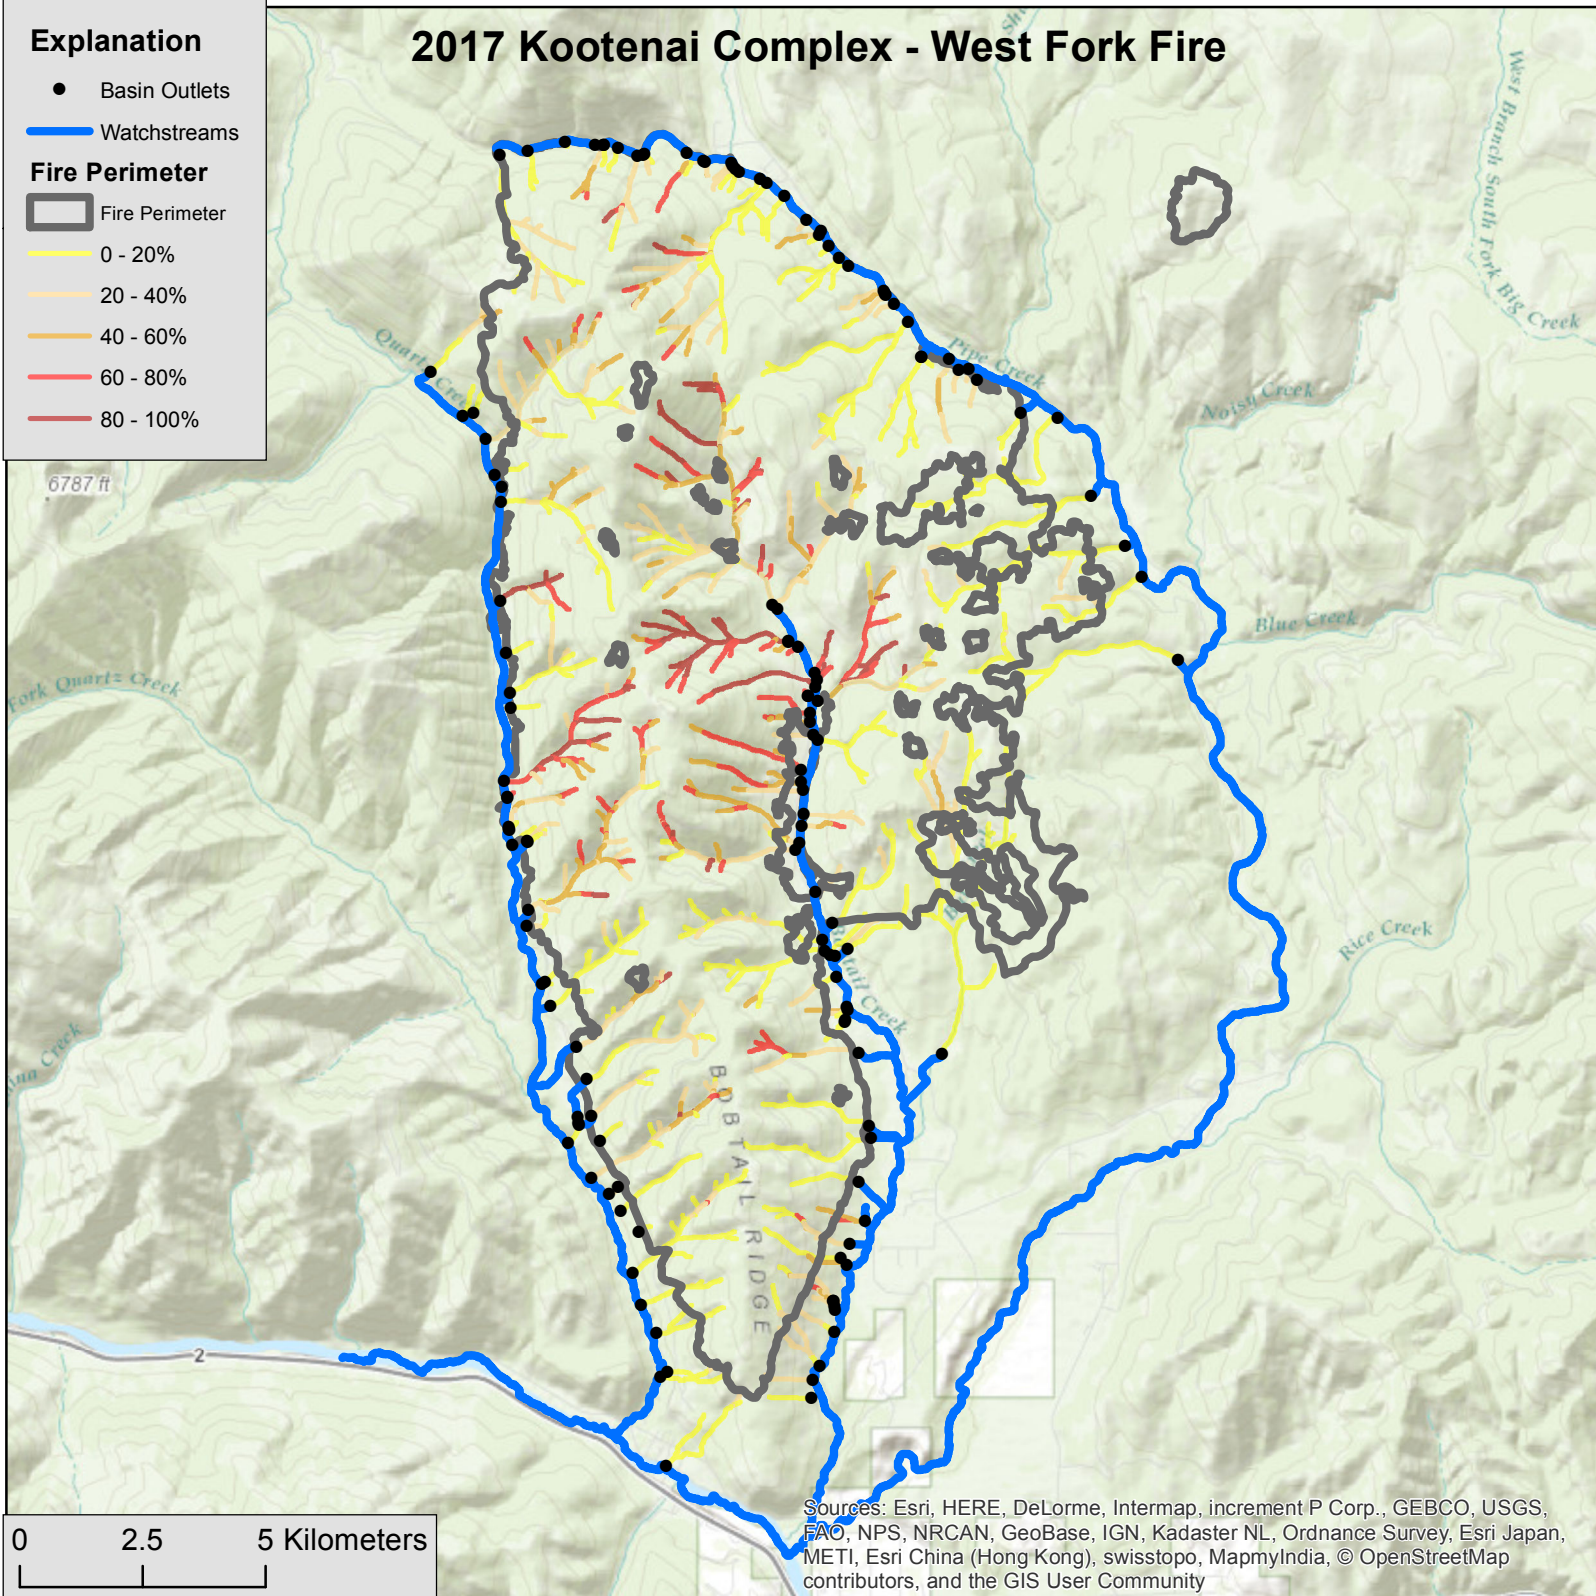 2017 Kootenai Complex - West Fork Fire
Explanation
Basin Outlets
Watchstreams
Fire Perimeter
Fire Perimeter
0 - 20%
20 - 40%
40 - 60%
60 - 80%
80 - 100%
West Branch South Fork Big Creek
Quartz Creek
Pipe Creek
Noisy Creek
6787 ft
Blue Creek
Fork Quartz Creek
Rice Creek
Creek
BOBTAIL RIDGE
2
0 2.5 5 Kilometers
Sources: Esri, HERE, DeLorme, Intermap, increment P Corp., GEBCO, USGS,
FAO, NPS, NRCAN, GeoBase, IGN, Kadaster NL, Ordnance Survey, Esri Japan,
METI, Esri China (Hong Kong), swisstopo, MapmyIndia, © OpenStreetMap
contributors, and the GIS User Community